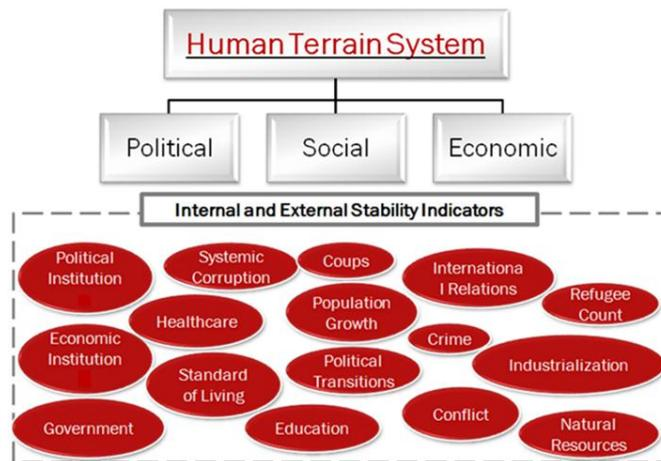 Human Terrain System
Political
Social
Economic
Internal and External Stability Indicators
Political
Institution
Systemic
Corruption
Coups
Internationa
l Relations
Refugee
Count
Healthcare
Population
Growth
Economic
Institution
Crime
Industrialization
Standard
of Living
Political
Transitions
Government
Education
Conflict
Natural
Resources